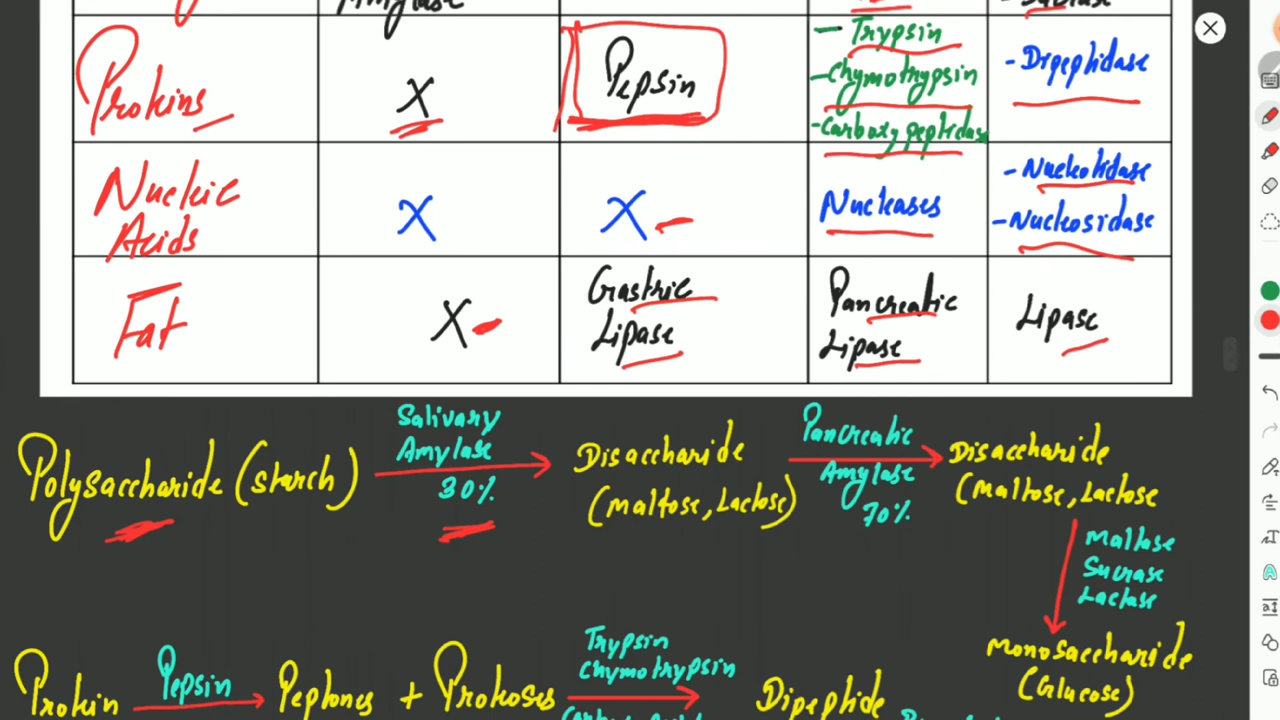 Amylase
Proteins
X
Pepsin
- Trypsin
- Chymotrypsin
- Carboxypeptidase
- Dipeptidase
Nucleic
Acids
X
X
Nucleases
- Nucleotidase
- Nucleosidase
Fat
X
Gastric
Lipase
Pancreatic
Lipase
Lipase
Polysaccharide (starch)
Salivary
Amylase
30%
Disaccharide
(maltose, Lactose)
Pancreatic
Amylase
70%
Disaccharide
(Maltose, Lactose
Maltase
Sucrase
Lactase
Monosaccharide
(Glucose)
Protein
Pepsin
Peptones + Proteoses
Trypsin
Chymotrypsin
Dipeptide